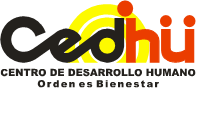 cedhü
CENTRO DE DESARROLLO HUMANO
Orden es Bienestar